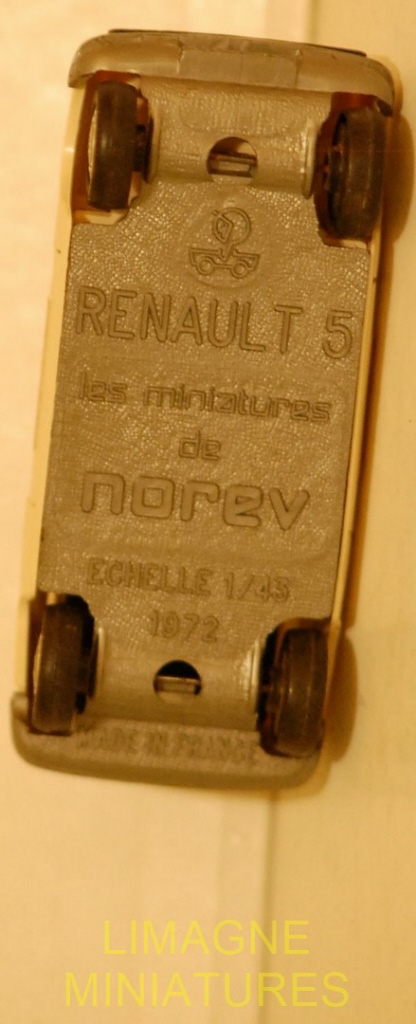 RENAULT 5
les miniatures
de
norev
ECHELLE 1/43
1972
MADE IN FRANCE
LIMAGNE
MINIATURES